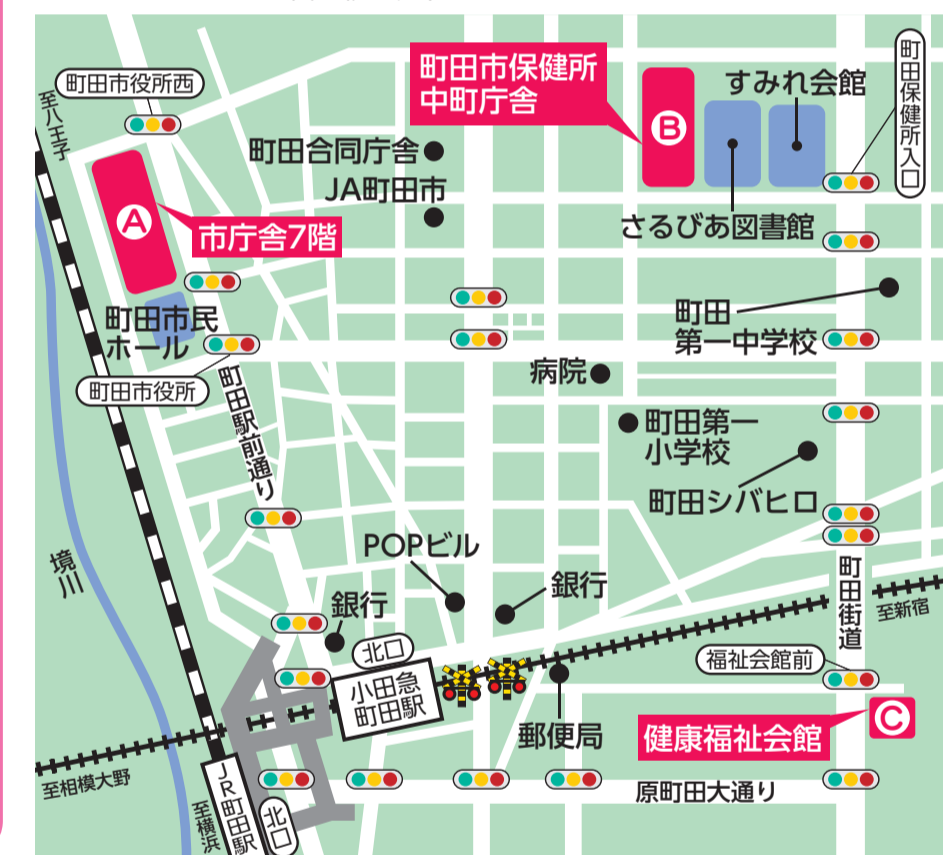 町田市役所西
至八王子
A
市庁舎7階
町田市民
ホール
町田市役所
町田駅前通り
境川
町田合同庁舎
JA町田市
町田市保健所
中町庁舎
B
すみれ会館
さるびあ図書館
町田保健所入口
町田
第一中学校
病院
町田第一
小学校
町田シバヒロ
POPビル
銀行
銀行
北口
小田急
町田駅
郵便局
町田街道
至新宿
福祉会館前
C
健康福祉会館
原町田大通り
至相模大野
至横浜
JR町田駅
北口